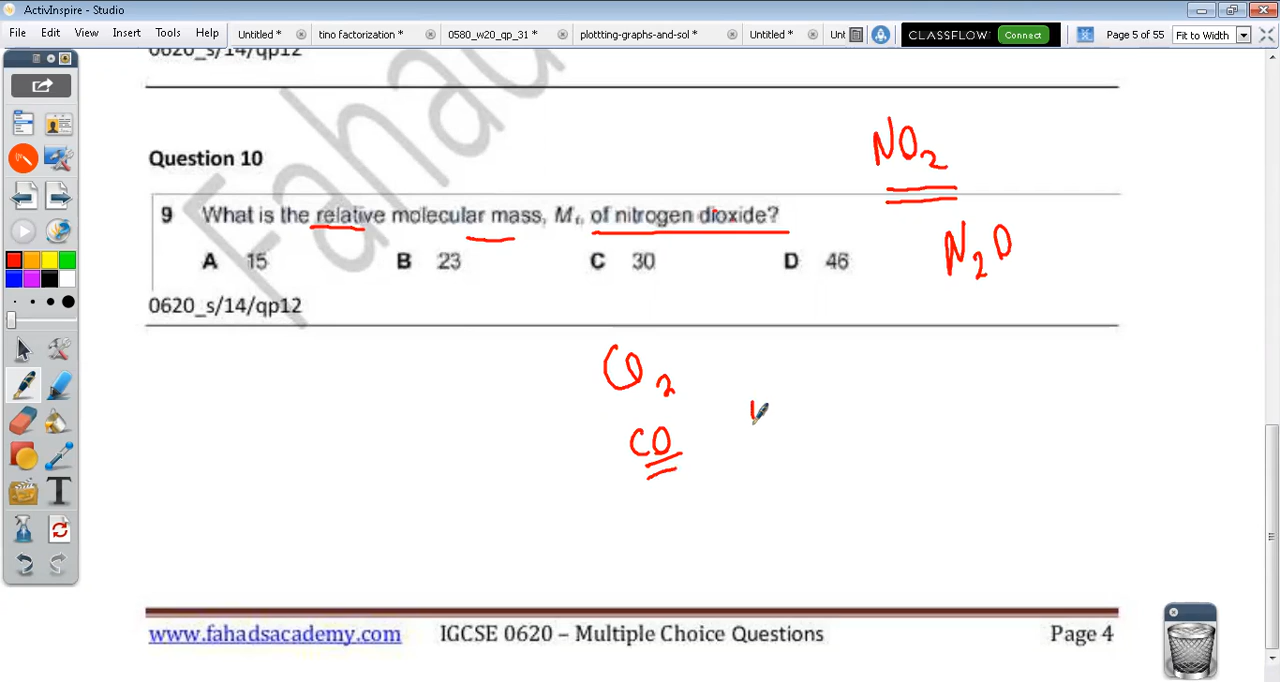 ActivInspire - Studio
File Edit View Insert Tools Help
Untitled * tino factorization * 0580_w20_qp_31 * plottting-graphs-and-sol * Untitled * Unt CLASSFLOW Connect Page 5 of 55 Fit to Width
0620_s/14/qp12
Fahads
NO2
Question 10
9 What is the relative molecular mass, Mr, of nitrogen dioxide?
N2O
A 15 B 23 C 30 D 46
0620_s/14/qp12
CO2
CO
www.fahadsacademy.com IGCSE 0620 – Multiple Choice Questions Page 4